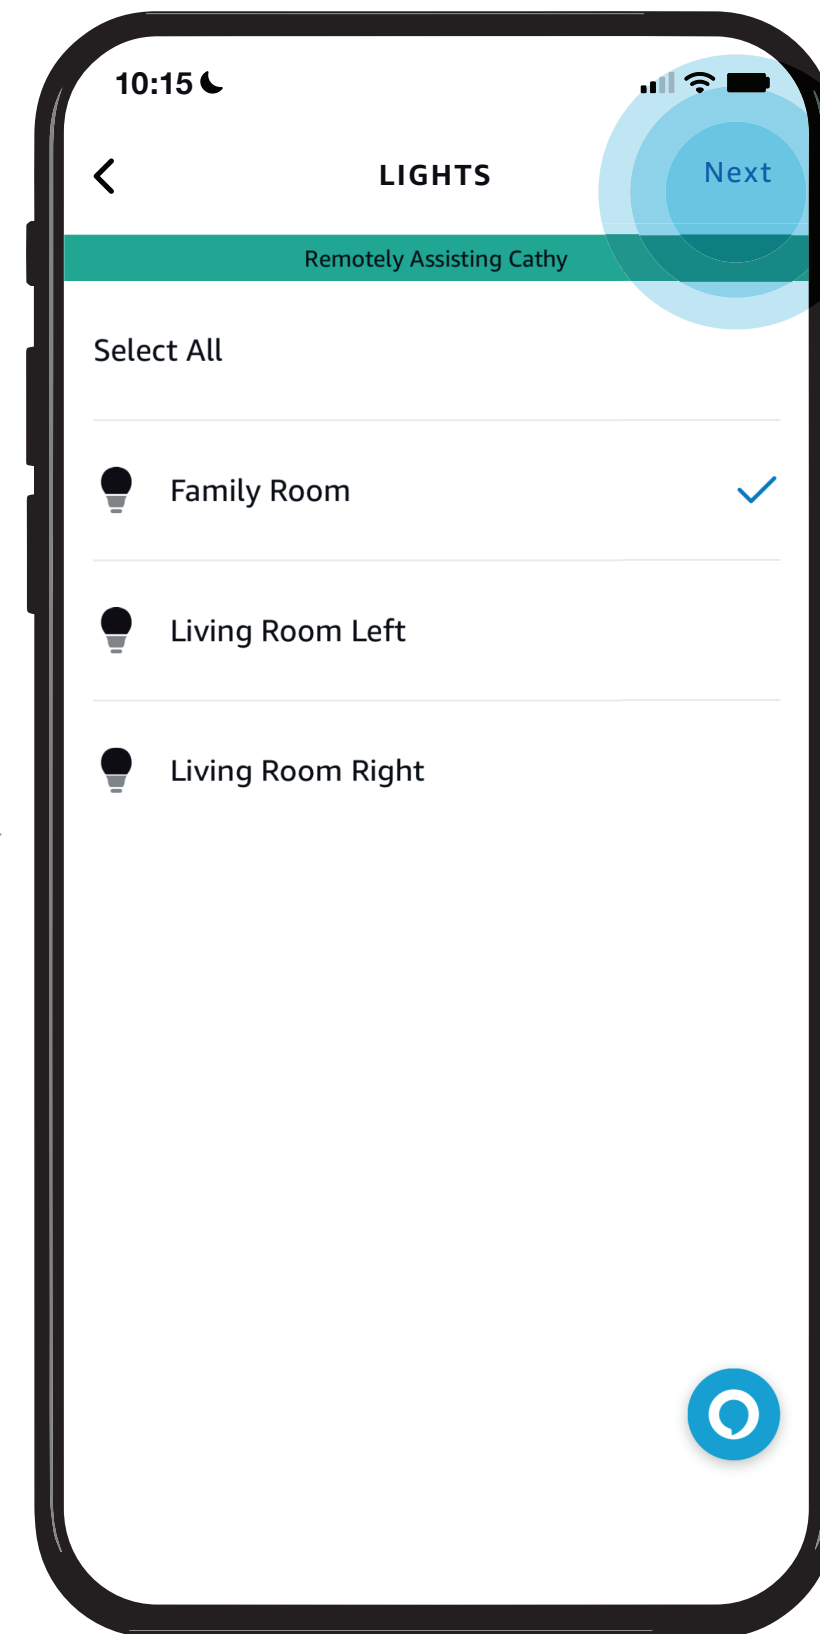 10:15
LIGHTS
Next
Remotely Assisting Cathy
Select All
Family Room
Living Room Left
Living Room Right